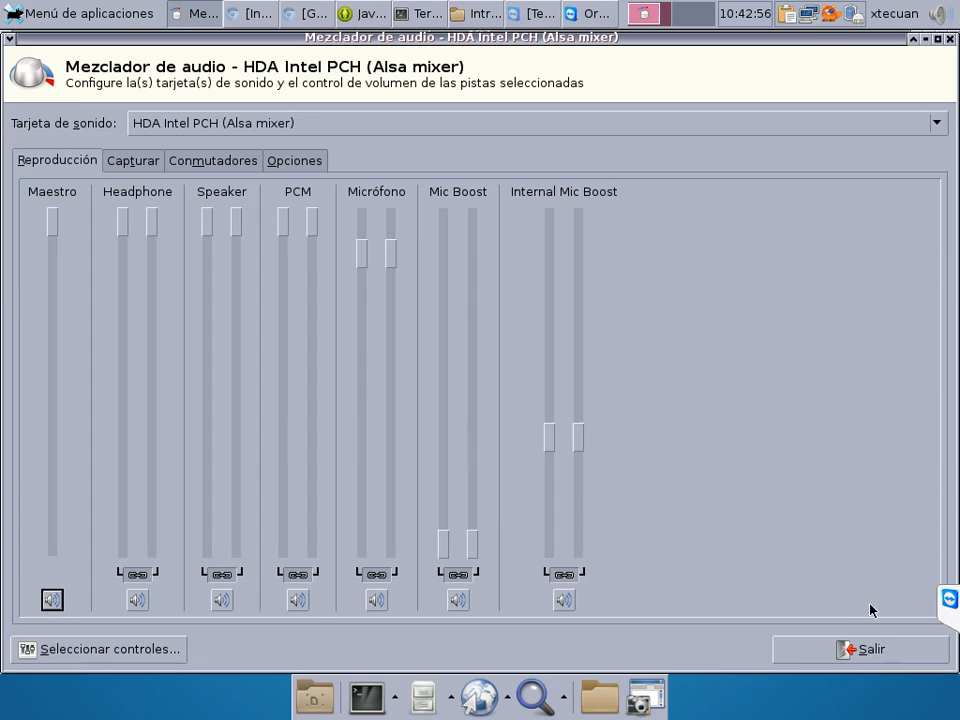 Menú de aplicaciones Me... [In... [G... Jav... Ter... Intr... [Te... Or... 10:42:56 xtecuan
Mezclador de audio - HDA Intel PCH (Alsa mixer)
Mezclador de audio - HDA Intel PCH (Alsa mixer)
Configure la(s) tarjeta(s) de sonido y el control de volumen de las pistas seleccionadas
Tarjeta de sonido: HDA Intel PCH (Alsa mixer)
Reproducción Capturar Conmutadores Opciones
Maestro Headphone Speaker PCM Micrófono Mic Boost Internal Mic Boost
Seleccionar controles... Salir